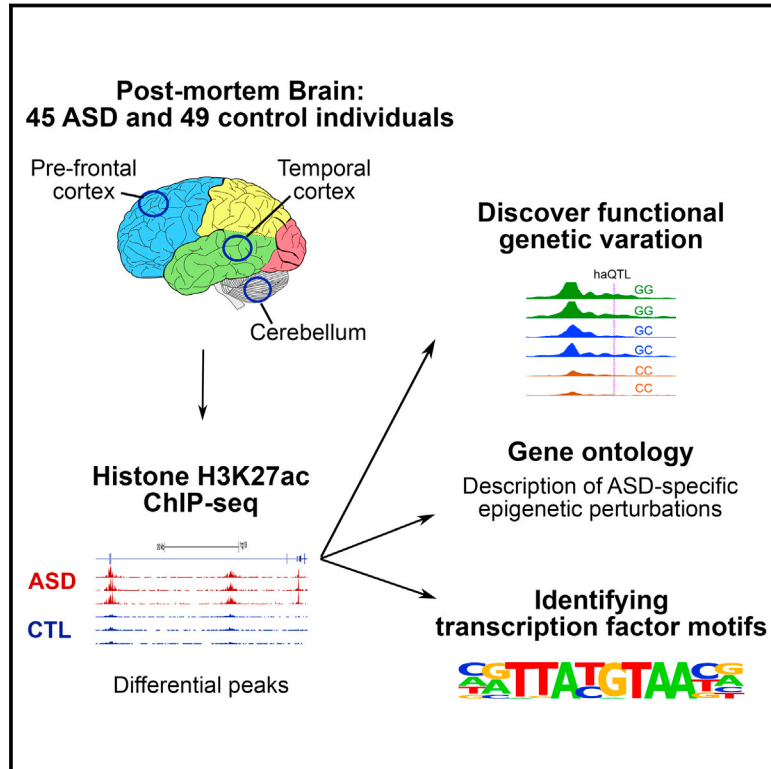 Post-mortem Brain:
45 ASD and 49 control individuals
Pre-frontal
cortex
Temporal
cortex
Cerebellum
Histone H3K27ac
ChIP-seq
ASD
CTL
Differential peaks
Discover functional
genetic varation
haQTL
GG
GG
GC
GC
CC
CC
Gene ontology
Description of ASD-specific
epigenetic perturbations
Identifying
transcription factor motifs